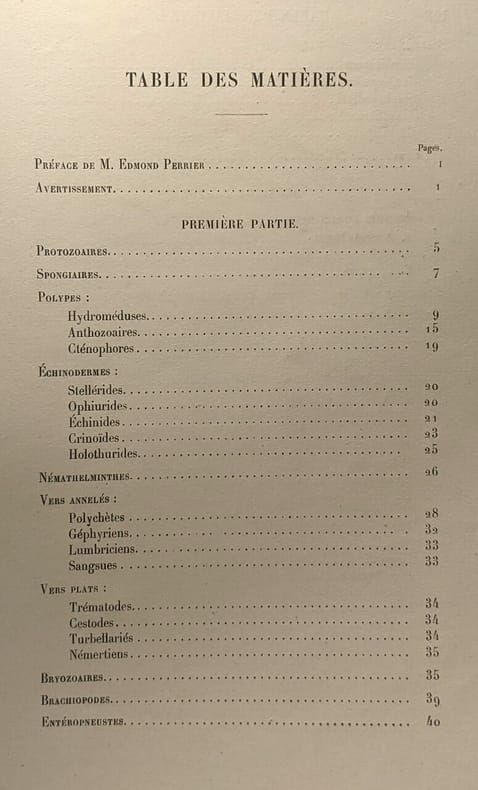 TABLE DES MATIÈRES.
Pages.
PRÉFACE DE M. EDMOND PERRIER ........................... I
AVERTISSEMENT. ........................... 1
PREMIÈRE PARTIE.
PROTOZOAIRES. ........................... 5
SPONGIAIRES. ........................... 7
POLYPES :
Hydroméduses. ........................... 9
Anthozoaires. ........................... 15
Cténophores ........................... 19
ÉCHINODERMES :
Stellérides. ........................... 20
Ophiurides. ........................... 20
Échinides ........................... 21
Crinoïdes ........................... 23
Holothurides. ........................... 25
NÉMATHELMINTHES. ........................... 26
VERS ANNELÉS :
Polychètes ........................... 28
Géphyriens. ........................... 32
Lumbriciens. ........................... 33
Sangsues ........................... 33
VERS PLATS :
Trématodes. ........................... 34
Cestodes. ........................... 34
Turbellariés ........................... 34
Némertiens. ........................... 35
BRYOZOAIRES. ........................... 35
BRACHIOPODES. ........................... 39
ENTÉROPNEUSTES. ........................... 40